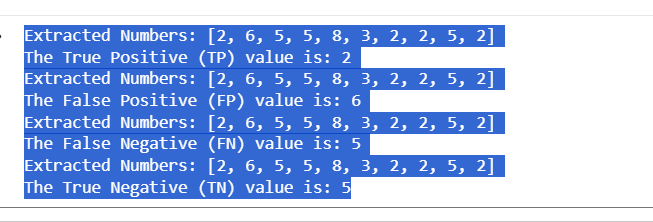 Extracted Numbers: [2, 6, 5, 5, 8, 3, 2, 2, 5, 2]
The True Positive (TP) value is: 2
Extracted Numbers: [2, 6, 5, 5, 8, 3, 2, 2, 5, 2]
The False Positive (FP) value is: 6
Extracted Numbers: [2, 6, 5, 5, 8, 3, 2, 2, 5, 2]
The False Negative (FN) value is: 5
Extracted Numbers: [2, 6, 5, 5, 8, 3, 2, 2, 5, 2]
The True Negative (TN) value is: 5